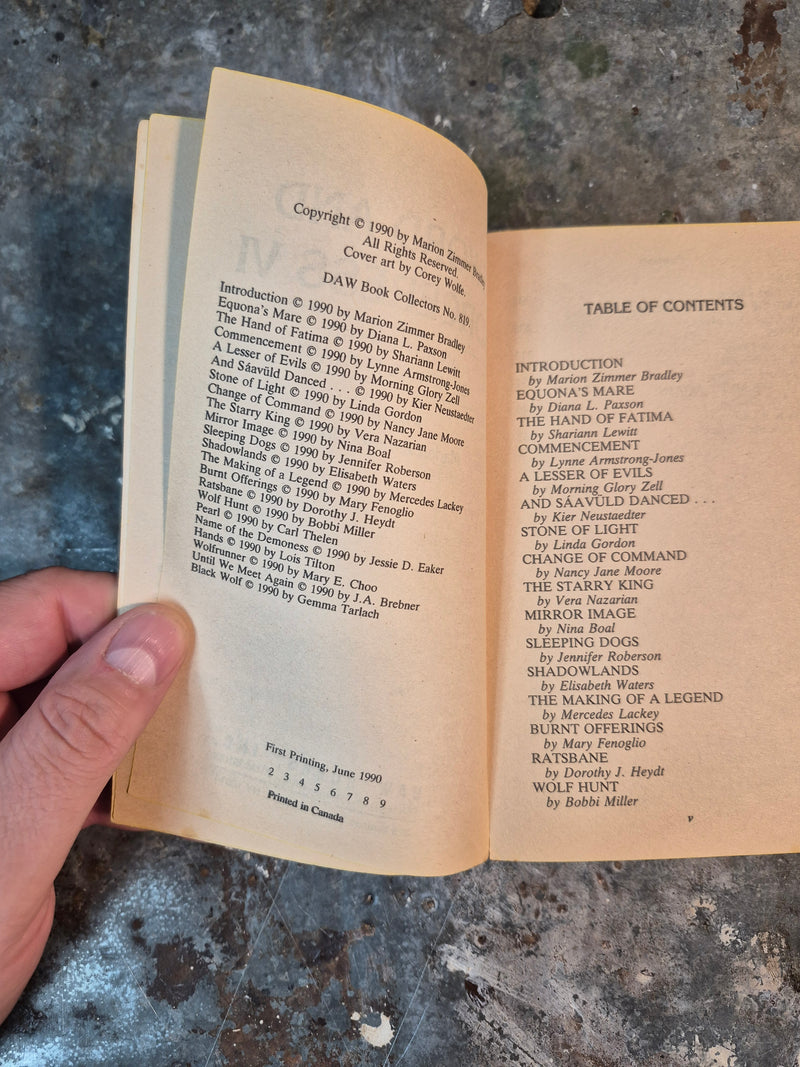 Copyright © 1990 by Marion Zimmer Bradley
All Rights Reserved.
Cover art by Corey Wolfe.
DAW Book Collectors No. 819.
Introduction © 1990 by Marion Zimmer Bradley
Equona's Mare © 1990 by Diana L. Paxson
The Hand of Fatima © 1990 by Shariann Lewitt
Commencement © 1990 by Lynne Armstrong-Jones
A Lesser of Evils © 1990 by Morning Glory Zell
And Sáavüld Danced . . . © 1990 by Kier Neustaedter
Stone of Light © 1990 by Linda Gordon
Change of Command © 1990 by Nancy Jane Moore
The Starry King © 1990 by Vera Nazarian
Mirror Image © 1990 by Nina Boal
Sleeping Dogs © 1990 by Jennifer Roberson
Shadowlands © 1990 by Elisabeth Waters
The Making of a Legend © 1990 by Mercedes Lackey
Burnt Offerings © 1990 by Mary Fenoglio
Ratsbane © 1990 by Dorothy J. Heydt
Wolf Hunt © 1990 by Bobbi Miller
Pearl © 1990 by Carl Thelen
Name of the Demoness © 1990 by Jessie D. Eaker
Hands © 1990 by Lois Tilton
Wolfrunner © 1990 by Mary E. Choo
Until We Meet Again © 1990 by J.A. Brebner
Black Wolf © 1990 by Gemma Tarlach
First Printing, June 1990
2 3 4 5 6 7 8 9
Printed in Canada
TABLE OF CONTENTS
INTRODUCTION
by Marion Zimmer Bradley
EQUONA'S MARE
by Diana L. Paxson
THE HAND OF FATIMA
by Shariann Lewitt
COMMENCEMENT
by Lynne Armstrong-Jones
A LESSER OF EVILS
by Morning Glory Zell
AND SÁAVÜLD DANCED . . .
by Kier Neustaedter
STONE OF LIGHT
by Linda Gordon
CHANGE OF COMMAND
by Nancy Jane Moore
THE STARRY KING
by Vera Nazarian
MIRROR IMAGE
by Nina Boal
SLEEPING DOGS
by Jennifer Roberson
SHADOWLANDS
by Elisabeth Waters
THE MAKING OF A LEGEND
by Mercedes Lackey
BURNT OFFERINGS
by Mary Fenoglio
RATSBANE
by Dorothy J. Heydt
WOLF HUNT
by Bobbi Miller
v